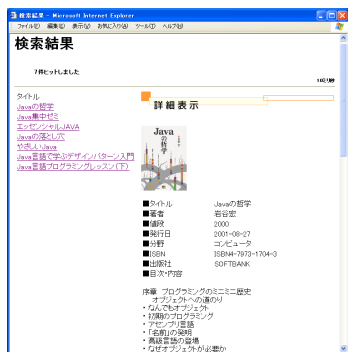 検索結果 - Microsoft Internet Explorer
ファイル(F) 編集(E) 表示(V) お気に入り(A) ツール(T) ヘルプ(H)
検索結果
7件ヒットしました
タイトル
Javaの哲学
Java集中ゼミ
エッセンシャルJAVA
Javaの落とし穴
やさしいJava
Java言語で学ぶデザインパターン入門
Java言語プログラミングレッスン(下)
詳細表示
Java
の哲学
■タイトル Javaの哲学
■著者 岩谷宏
■値段 2000
■発行日 2001-08-27
■分野 コンピュータ
■ISBN ISBN4-7973-1704-3
■出版社 SOFTBANK
■目次・内容
序章 プログラミングのミニミニ歴史
オブジェクトへの道のり
・なんでもオブジェクト
・初期のプログラミング
・アセンブリ言語
・「名前」の発明
・高級言語の登場
・なぜオブジェクトが必要か